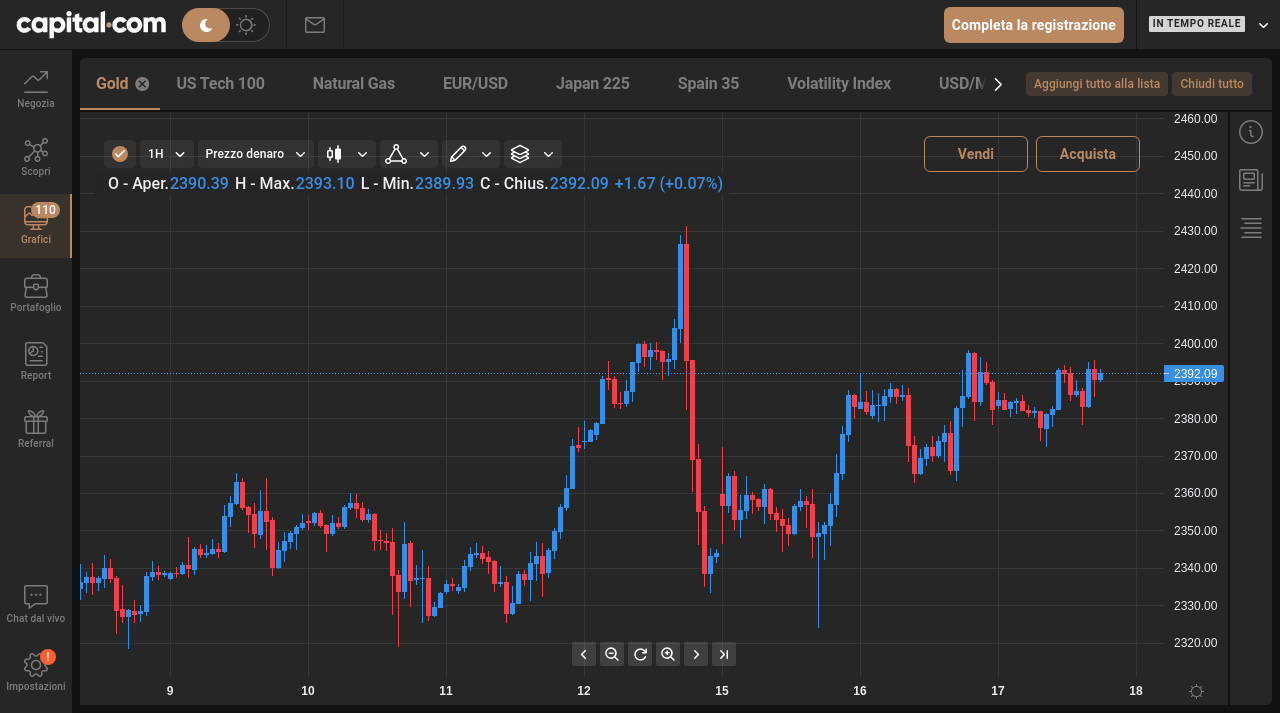 capital.com
Completa la registrazione
IN TEMPO REALE
Negozia
Scopri
110
Grafici
Portafoglio
Report
Referral
Chat dal vivo
!
Impostazioni
Gold US Tech 100 Natural Gas EUR/USD Japan 225 Spain 35 Volatility Index
Aggiungi tutto alla lista Chiudi tutto
1H Prezzo denaro
Vendi Acquista
O - Aper.2390.39 H - Max.2393.10 L - Min.2389.93 C - Chius.2392.09 +1.67 (+0.07%)
2460.00
2450.00
2440.00
2430.00
2420.00
2410.00
2400.00
2392.09
2380.00
2370.00
2360.00
2350.00
2340.00
2330.00
2320.00
9 10 11 12 15 16 17 18